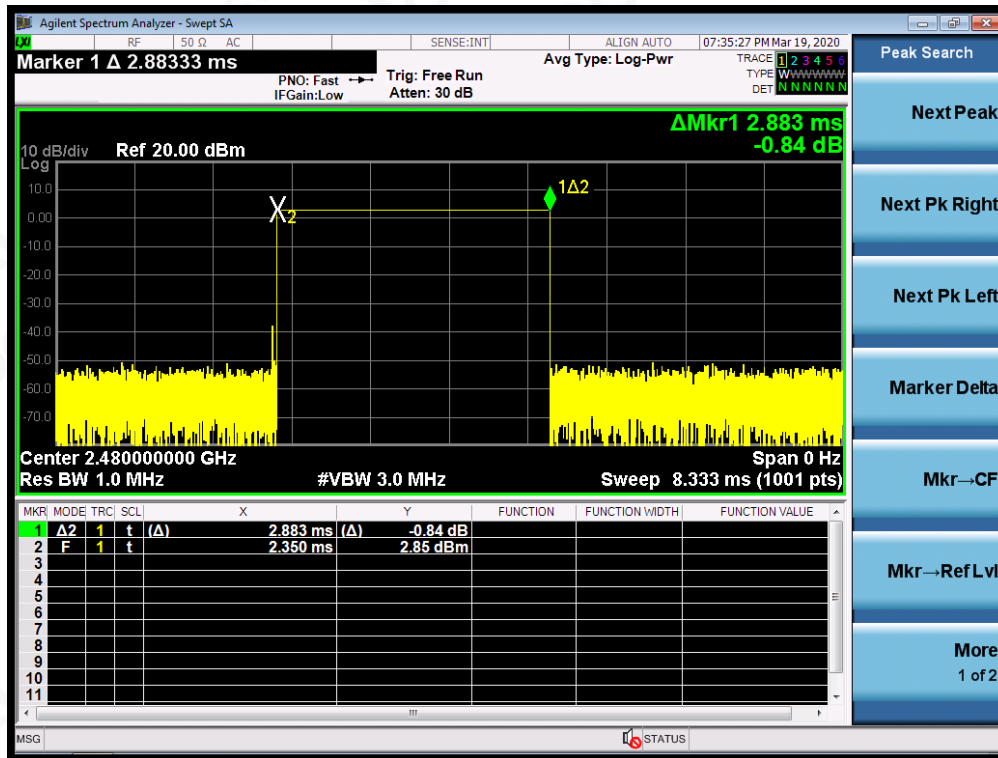 Agilent Spectrum Analyzer - Swept SA
LXI RF 50 Ω AC SENSE:INT ALIGN AUTO 07:35:27 PM Mar 19, 2020
Marker 1 Δ 2.88333 ms
PNO: Fast
IFGain:Low
Trig: Free Run
Atten: 30 dB
Avg Type: Log-Pwr
TRACE 1 2 3 4 5 6
TYPE WWWWWW
DET N N N N N N
ΔMkr1 2.883 ms
-0.84 dB
10 dB/div Ref 20.00 dBm
Log
10.0
0.00
-10.0
-20.0
-30.0
-40.0
-50.0
-60.0
-70.0
1Δ2
X2
Center 2.480000000 GHz Span 0 Hz
Res BW 1.0 MHz #VBW 3.0 MHz Sweep 8.333 ms (1001 pts)
MKR MODE TRC SCL X Y FUNCTION FUNCTION WIDTH FUNCTION VALUE
1 Δ2 1 t (Δ) 2.883 ms (Δ) -0.84 dB
2 F 1 t 2.350 ms 2.85 dBm
3
4
5
6
7
8
9
10
11
MSG STATUS
Peak Search
Next Peak
Next Pk Right
Next Pk Left
Marker Delta
Mkr→CF
Mkr→Ref Lvl
More
1 of 2